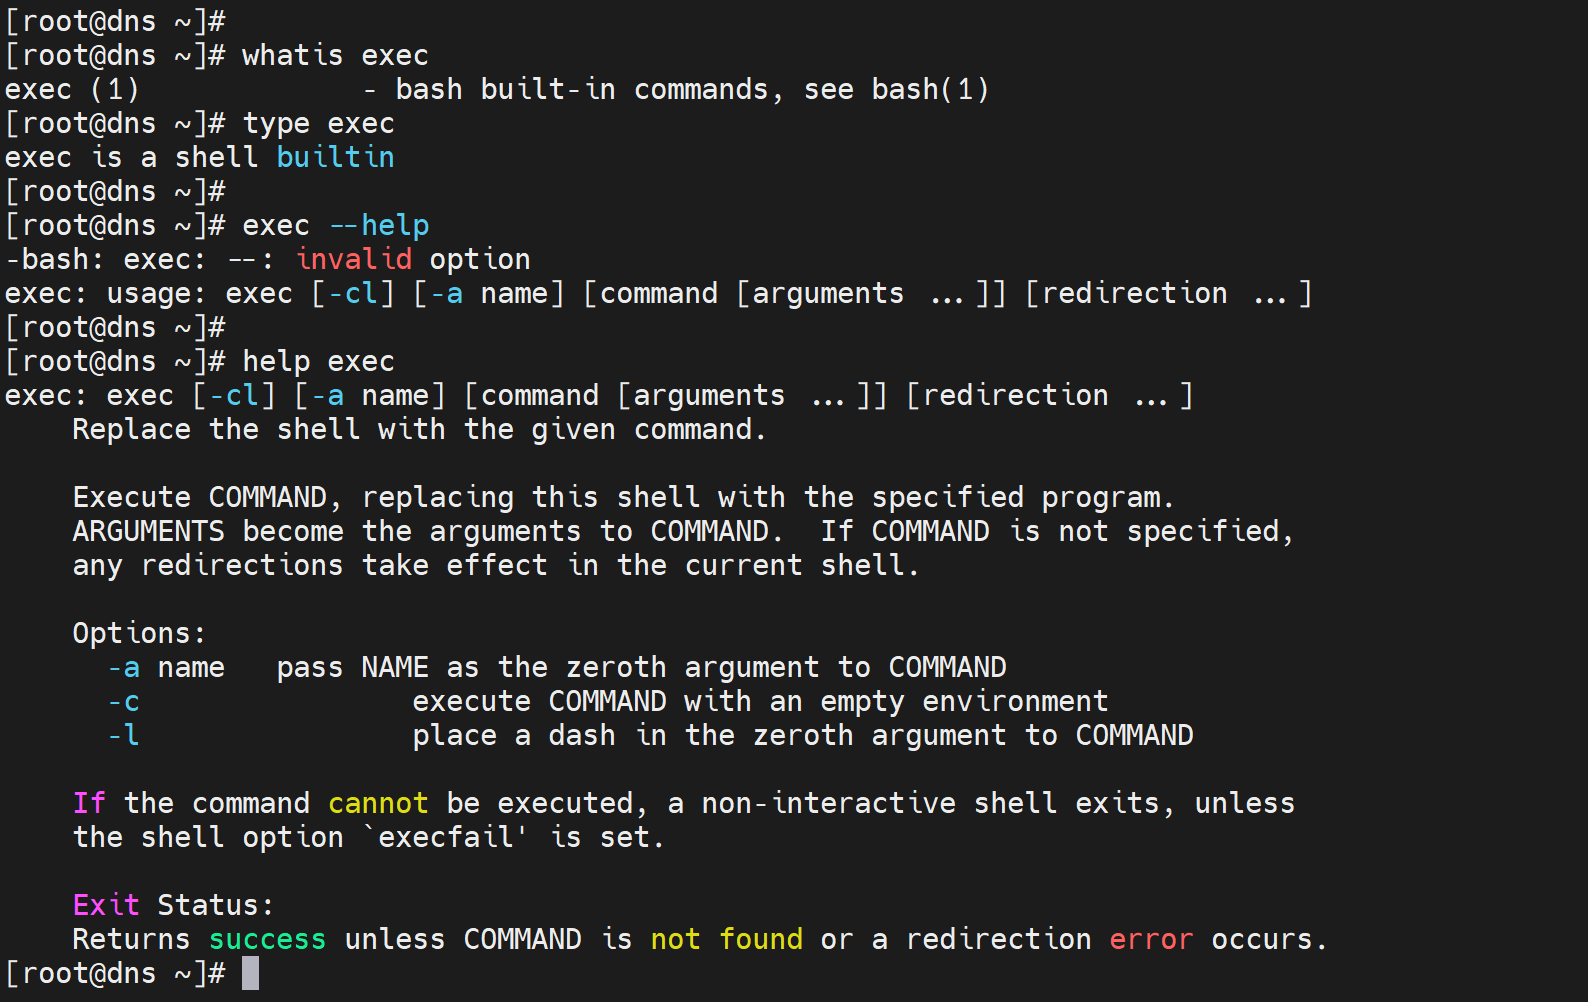 [root@dns ~]#
[root@dns ~]# whatis exec
exec (1)             - bash built-in commands, see bash(1)
[root@dns ~]# type exec
exec is a shell builtin
[root@dns ~]#
[root@dns ~]# exec --help
-bash: exec: --: invalid option
exec: usage: exec [-cl] [-a name] [command [arguments ...]] [redirection ...]
[root@dns ~]#
[root@dns ~]# help exec
exec: exec [-cl] [-a name] [command [arguments ...]] [redirection ...]
    Replace the shell with the given command.

    Execute COMMAND, replacing this shell with the specified program.
    ARGUMENTS become the arguments to COMMAND.  If COMMAND is not specified,
    any redirections take effect in the current shell.

    Options:
      -a name   pass NAME as the zeroth argument to COMMAND
      -c                execute COMMAND with an empty environment
      -l                place a dash in the zeroth argument to COMMAND

    If the command cannot be executed, a non-interactive shell exits, unless
    the shell option `execfail' is set.

    Exit Status:
    Returns success unless COMMAND is not found or a redirection error occurs.
[root@dns ~]#